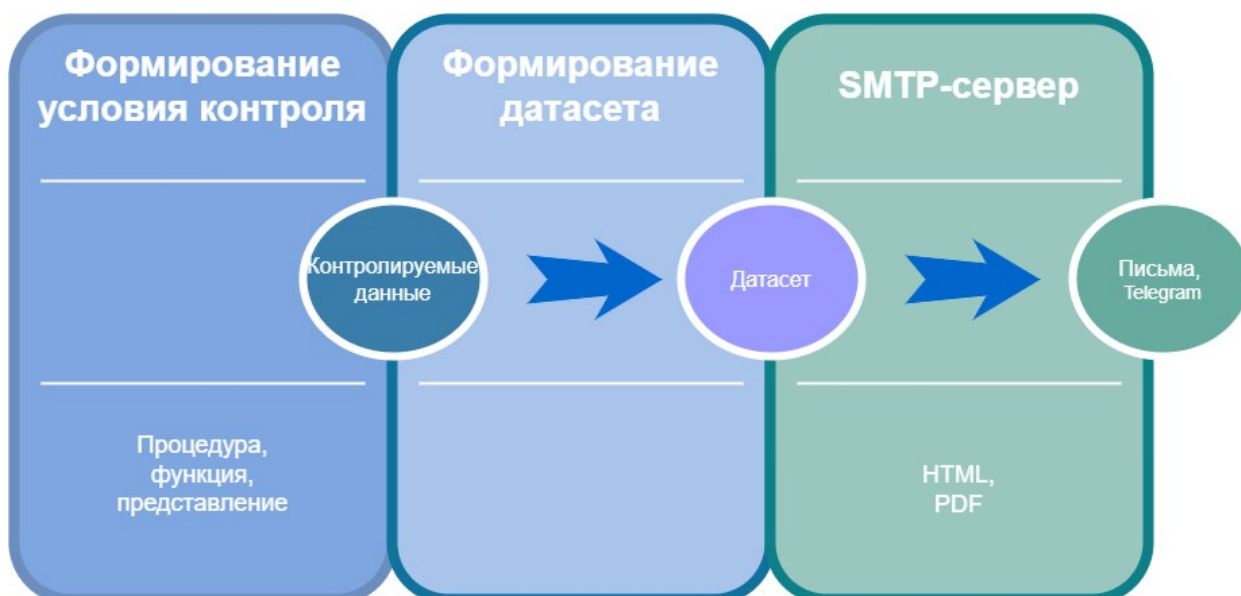 Формирование
условия контроля
Формирование
датасета
SMTP-сервер
Контролируемые
данные
Датасет
Письма,
Telegram
Процедура,
функция,
представление
HTML,
PDF